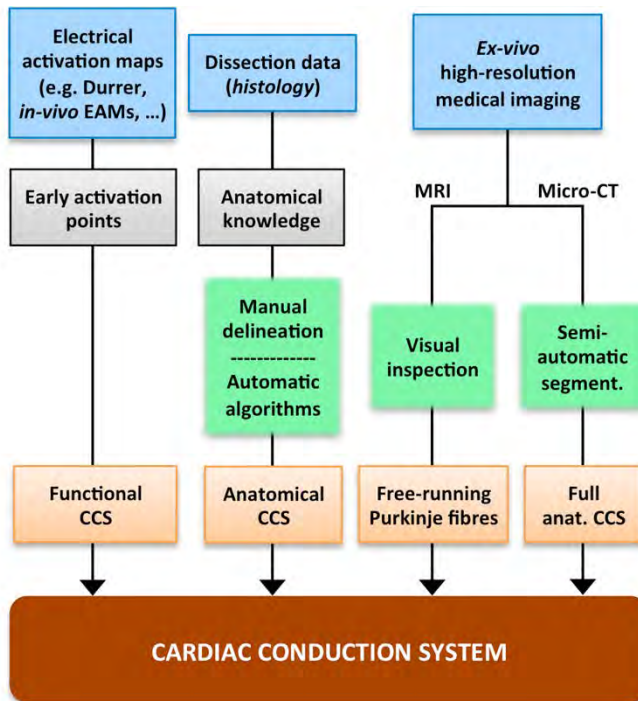 Electrical
activation maps
(e.g. Durrer,
in-vivo EAMs, ...)
Dissection data
(histology)
Ex-vivo
high-resolution
medical imaging
MRI
Micro-CT
Early activation
points
Anatomical
knowledge
Manual
delineation
-------------
Automatic
algorithms
Visual
inspection
Semi-
automatic
segment.
Functional
CCS
Anatomical
CCS
Free-running
Purkinje fibres
Full
anat. CCS
CARDIAC CONDUCTION SYSTEM